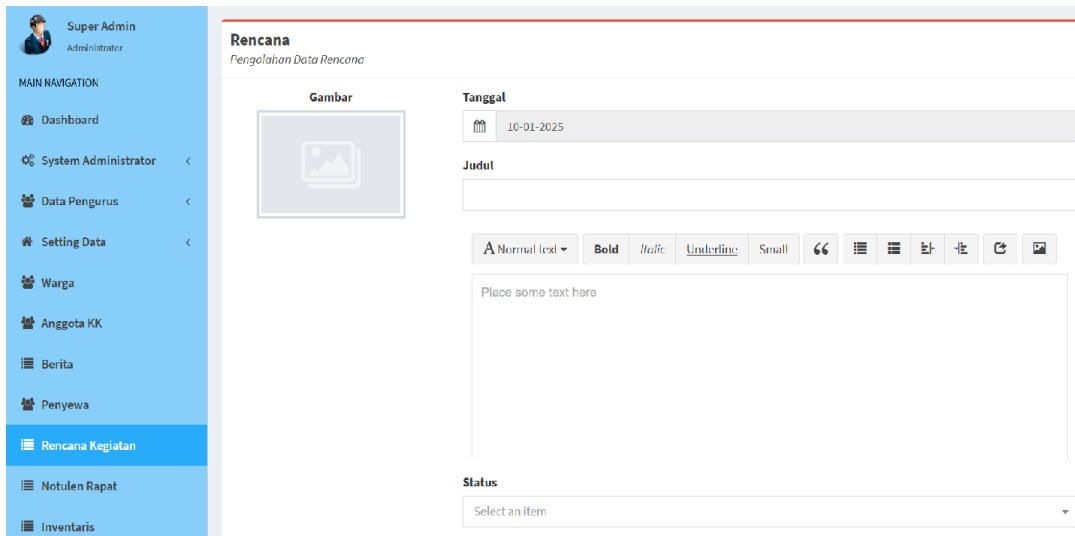 Super Admin
Administrator
MAIN NAVIGATION
Dashboard
System Administrator
Data Pengurus
Setting Data
Warga
Anggota KK
Berita
Penyewa
Rencana Kegiatan
Notulen Rapat
Inventaris
Rencana
Pengolahan Data Rencana
Gambar
Tanggal
10-01-2025
Judul
A Normal text Bold Italic Underline Small
Place some text here
Status
Select an item